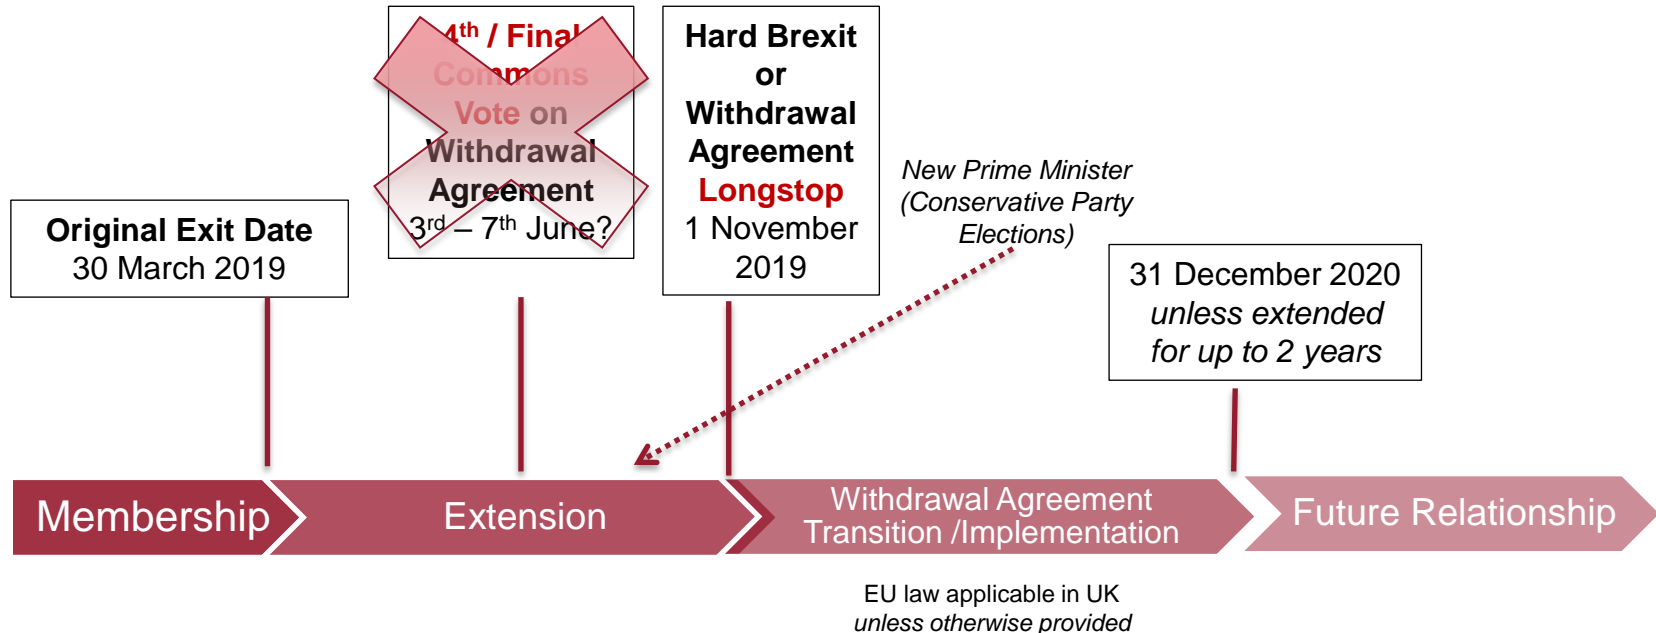 4th / Final
Commons
Vote on
Withdrawal
Agreement
3rd – 7th June?
Hard Brexit
or
Withdrawal
Agreement
Longstop
1 November
2019
New Prime Minister
(Conservative Party
Elections)
Original Exit Date
30 March 2019
31 December 2020
unless extended
for up to 2 years
Membership
Extension
Withdrawal Agreement
Transition /Implementation
Future Relationship
EU law applicable in UK
unless otherwise provided